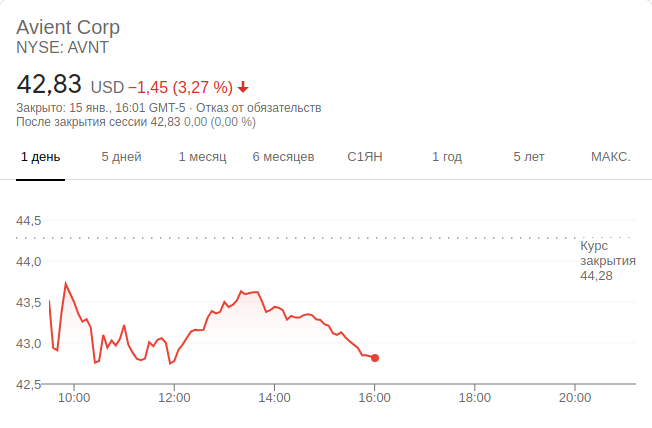 Avient Corp
NYSE: AVNT
42,83 USD −1,45 (3,27 %)
Закрыто: 15 янв., 16:01 GMT-5 · Отказ от обязательств
После закрытия сессии 42,83 0,00 (0,00 %)
1 день 5 дней 1 месяц 6 месяцев С1ЯН 1 год 5 лет МАКС.
44,5
Курс
закрытия
44,28
44,0
43,5
43,0
42,5
10:00 12:00 14:00 16:00 18:00 20:00